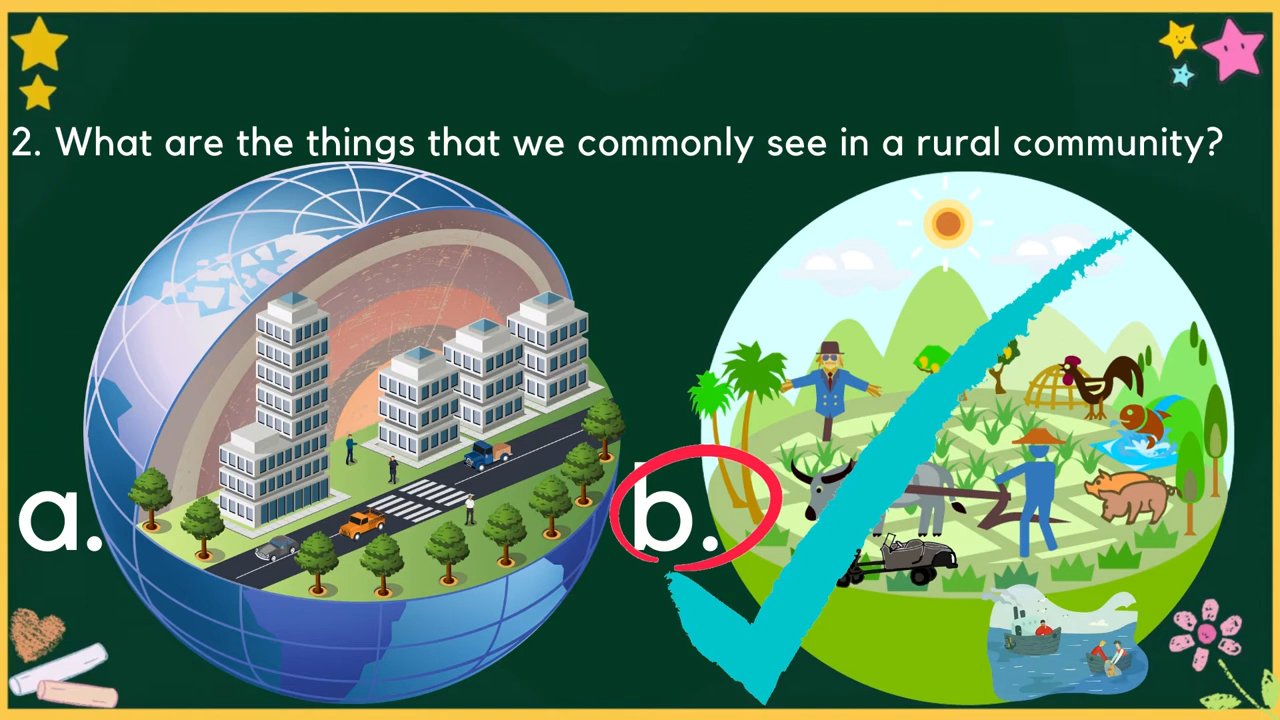 2. What are the things that we commonly see in a rural community?
a.
b.